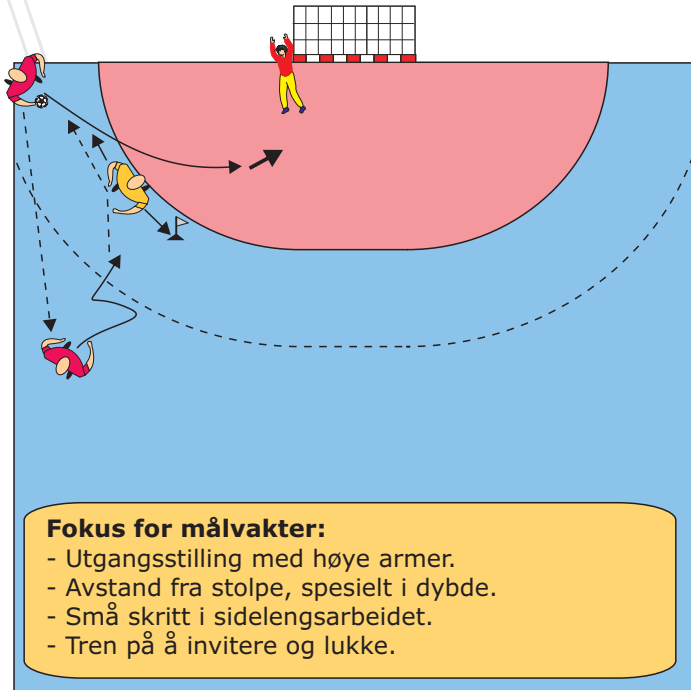 Fokus for målvakter:
- Utgangsstilling med høye armer.
- Avstand fra stolpe, spesielt i dybde.
- Små skritt i sidelengsarbeidet.
- Tren på å invitere og lukke.